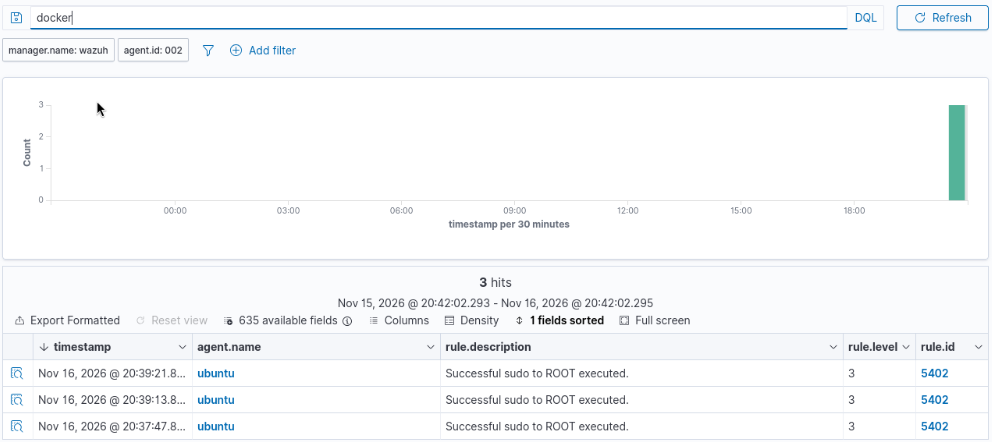 docker DQL Refresh
manager.name: wazuh agent.id: 002 Add filter
3
2
1
0
Count
00:00 03:00 06:00 09:00 12:00 15:00 18:00
timestamp per 30 minutes
3 hits
Nov 15, 2026 @ 20:42:02.293 - Nov 16, 2026 @ 20:42:02.295
Export Formatted Reset view 635 available fields Columns Density 1 fields sorted Full screen
timestamp agent.name rule.description rule.level rule.id
Nov 16, 2026 @ 20:39:21.8... ubuntu Successful sudo to ROOT executed. 3 5402
Nov 16, 2026 @ 20:39:13.8... ubuntu Successful sudo to ROOT executed. 3 5402
Nov 16, 2026 @ 20:37:47.8... ubuntu Successful sudo to ROOT executed. 3 5402